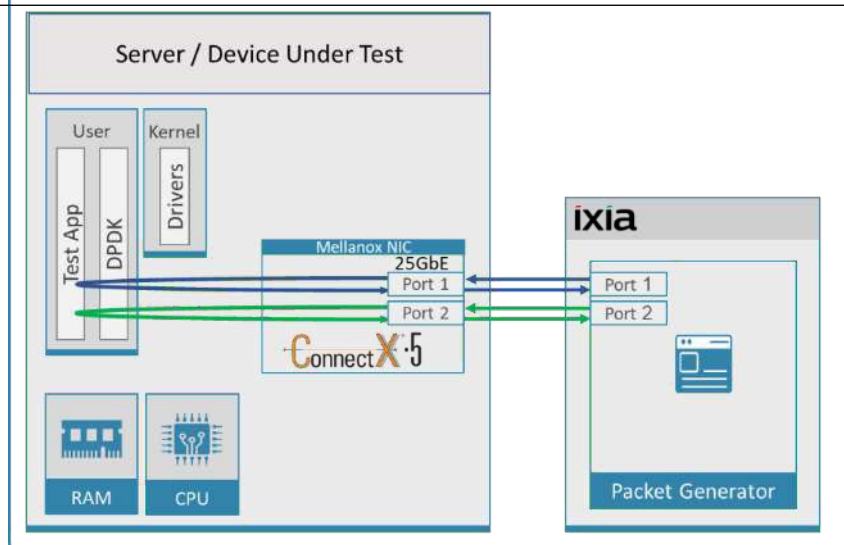 Server / Device Under Test
User
Kernel
Test App
DPDK
Drivers
Mellanox NIC
25GbE
Port 1
Port 2
ConnectX·5
RAM
CPU
ixia
Port 1
Port 2
Packet Generator